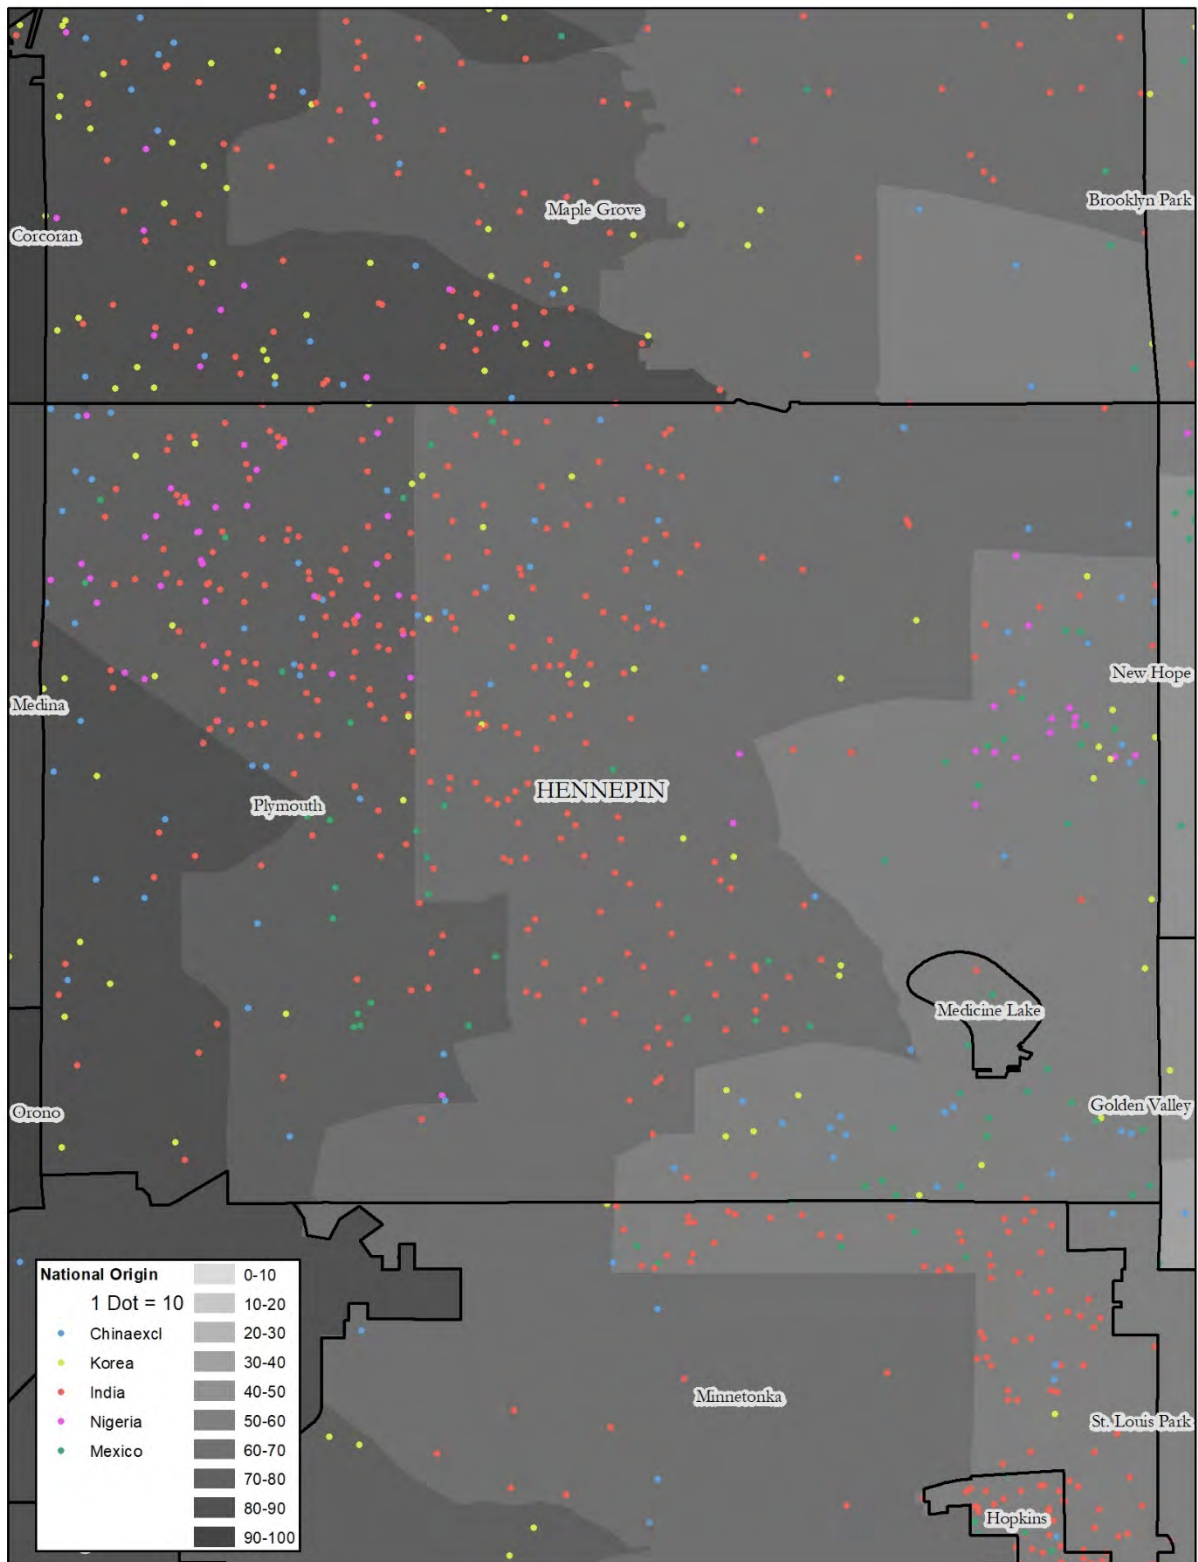 Maple Grove
Brooklyn Park
Corcoran
New Hope
Medina
HENNEPIN
Plymouth
Medicine Lake
Orono
Golden Valley
National Origin
1 Dot = 10
Chinaexcl
Korea
India
Nigeria
Mexico
0-10
10-20
20-30
30-40
40-50
50-60
60-70
70-80
80-90
90-100
Minnetonka
St. Louis Park
Hopkins